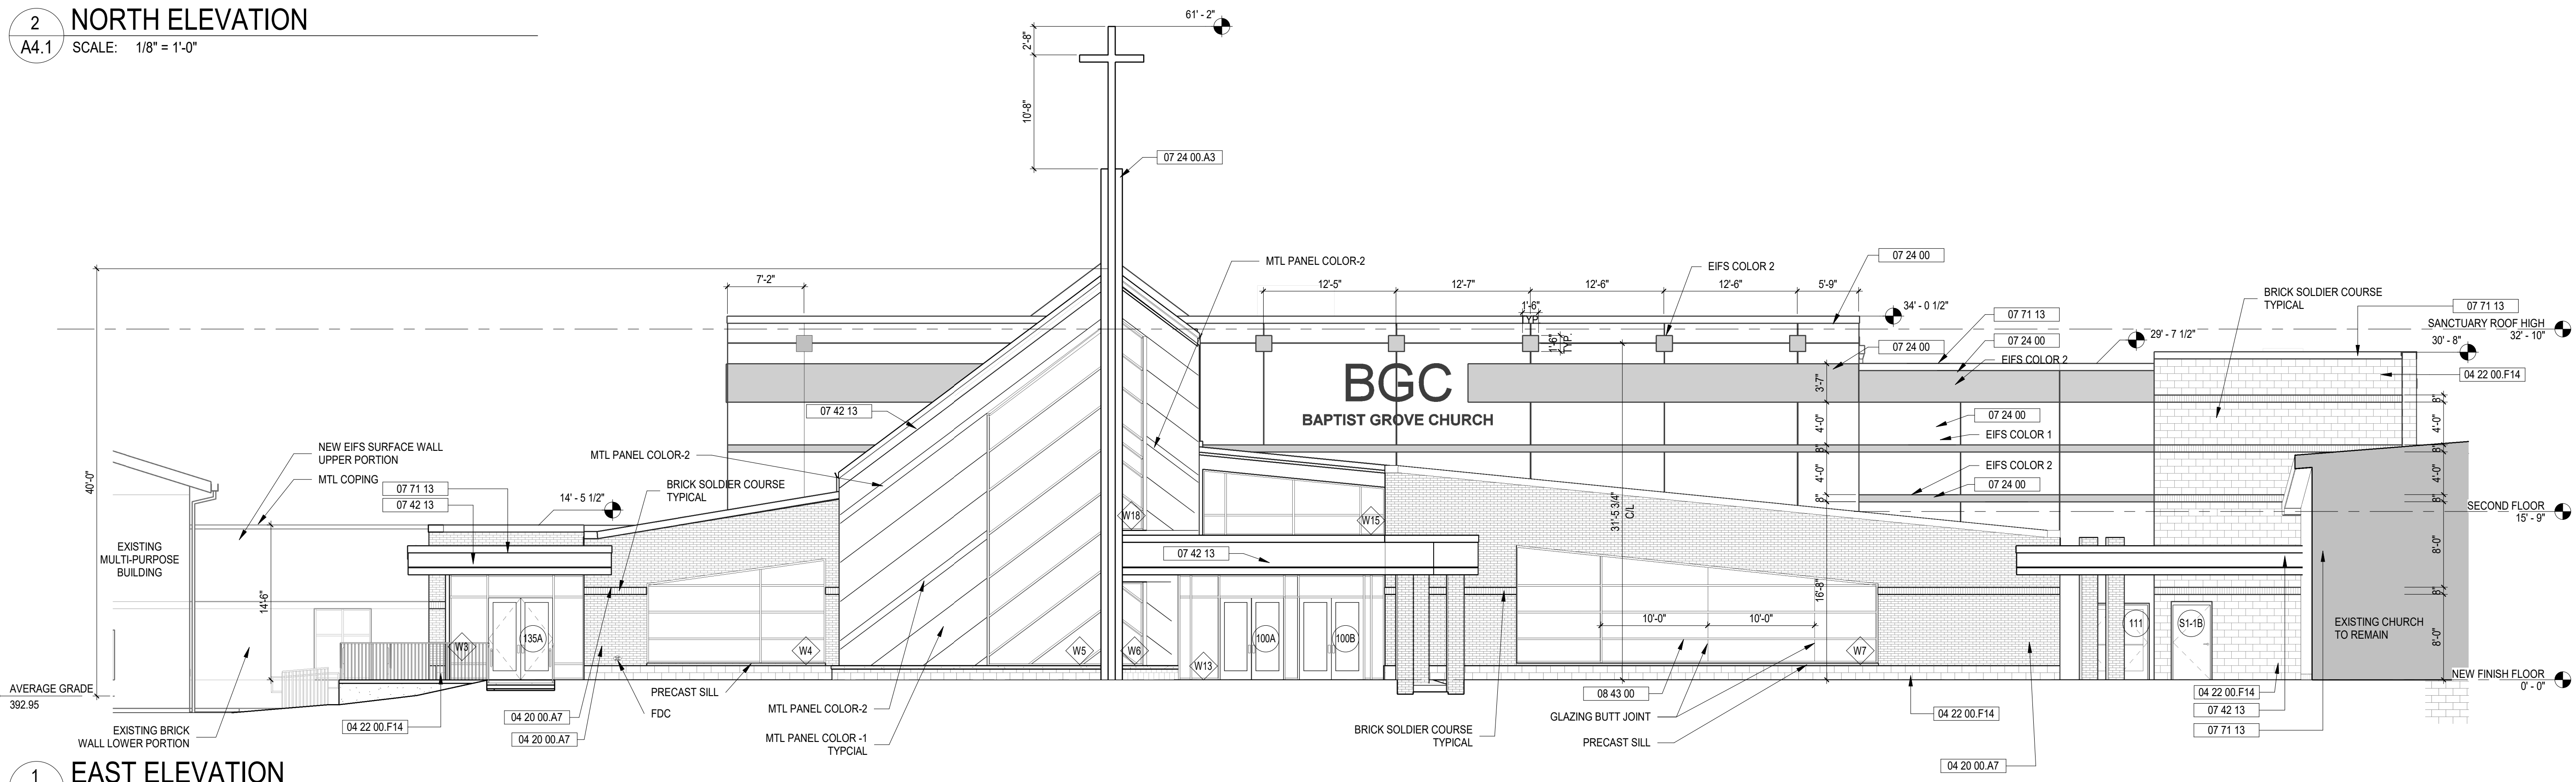 2
A4.1
NORTH ELEVATION
SCALE: 1/8" = 1'-0"
61' - 2"
2'-8"
10'-8"
07 24 00.A3
MTL PANEL COLOR-2
EIFS COLOR 2
07 24 00
7'-2"
12'-5"
12'-7"
12'-6"
12'-6"
5'-9"
34' - 0 1/2"
07 71 13
BRICK SOLDIER COURSE
TYPICAL
07 71 13
1'-6"
TYP.
1'-6"
TYP.
SANCTUARY ROOF HIGH
32' - 10"
29' - 7 1/2"
07 24 00
07 24 00
EIFS COLOR 2
30' - 8"
04 22 00.F14
BGC
BAPTIST GROVE CHURCH
3'-7"
07 42 13
07 24 00
EIFS COLOR 1
4'-0"
8"
4'-0"
8"
8"
4'-0"
8"
4'-0"
8"
8'-0"
8"
8'-0"
NEW EIFS SURFACE WALL
UPPER PORTION
MTL COPING
MTL PANEL COLOR-2
BRICK SOLDIER COURSE
TYPICAL
EIFS COLOR 2
07 24 00
40'-0"
07 71 13
07 42 13
14' - 5 1/2"
W18
W15
31'-5 3/4"
C/L
SECOND FLOOR
15' - 9"
EXISTING
MULTI-PURPOSE
BUILDING
07 42 13
14'-6"
16'-8"
10'-0"
10'-0"
W3
135A
W4
W5
W6
W13
100A
100B
W7
111
S1-1B
EXISTING CHURCH
TO REMAIN
AVERAGE GRADE
392.95
NEW FINISH FLOOR
0' - 0"
PRECAST SILL
FDC
04 20 00.A7
04 20 00.A7
04 22 00.F14
EXISTING BRICK
WALL LOWER PORTION
MTL PANEL COLOR-2
MTL PANEL COLOR -1
TYPCIAL
08 43 00
GLAZING BUTT JOINT
BRICK SOLDIER COURSE
TYPICAL
PRECAST SILL
04 22 00.F14
04 22 00.F14
07 42 13
07 71 13
04 20 00.A7
1
EAST ELEVATION